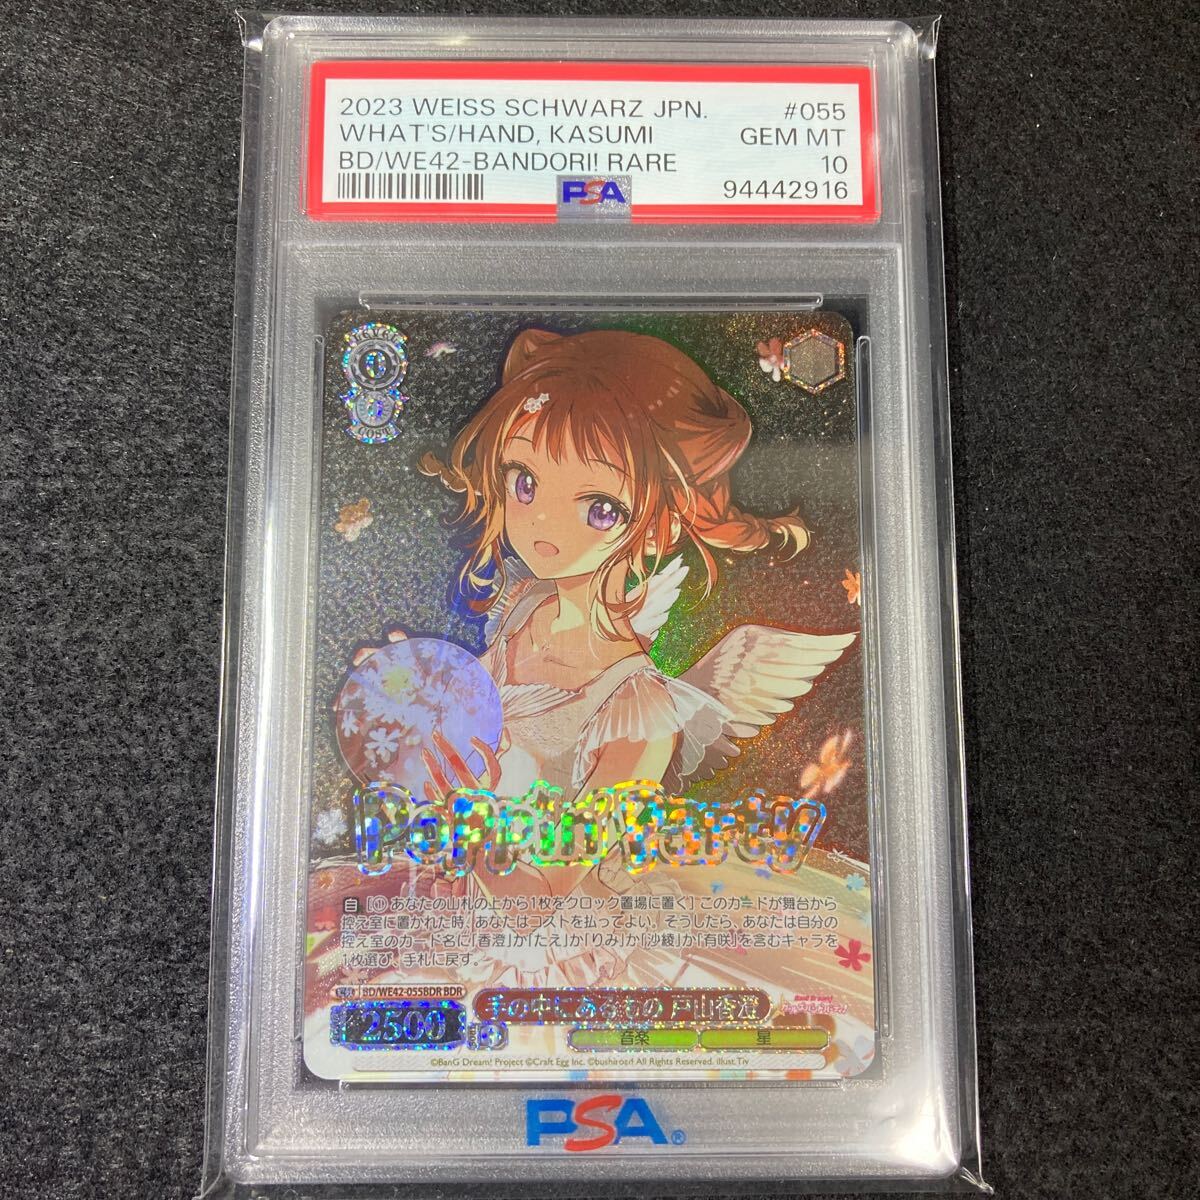 2023 WEISS SCHWARZ JPN. #055
WHAT'S/HAND, KASUMI GEM MT
BD/WE42-BANDORI! RARE 10
PSA 94442916
LEVEL
0
0
COST
Poppin'Party
自 [① あなたの山札の上から1枚をクロック置場に置く] このカードが舞台から
控え室に置かれた時、あなたはコストを払ってよい。そうしたら、あなたは自分の
控え室のカード名に「香澄」か「たえ」か「りみ」か「沙綾」か「有咲」を含むキャラを
1枚選び、手札に戻す。
BD/WE42-055BDR BDR
手の中にあるもの 戸山香澄
2500
音楽 星
©BanG Dream! Project ©Craft Egg Inc. ©bushiroad All Rights Reserved. illust.Tiv
PSA®